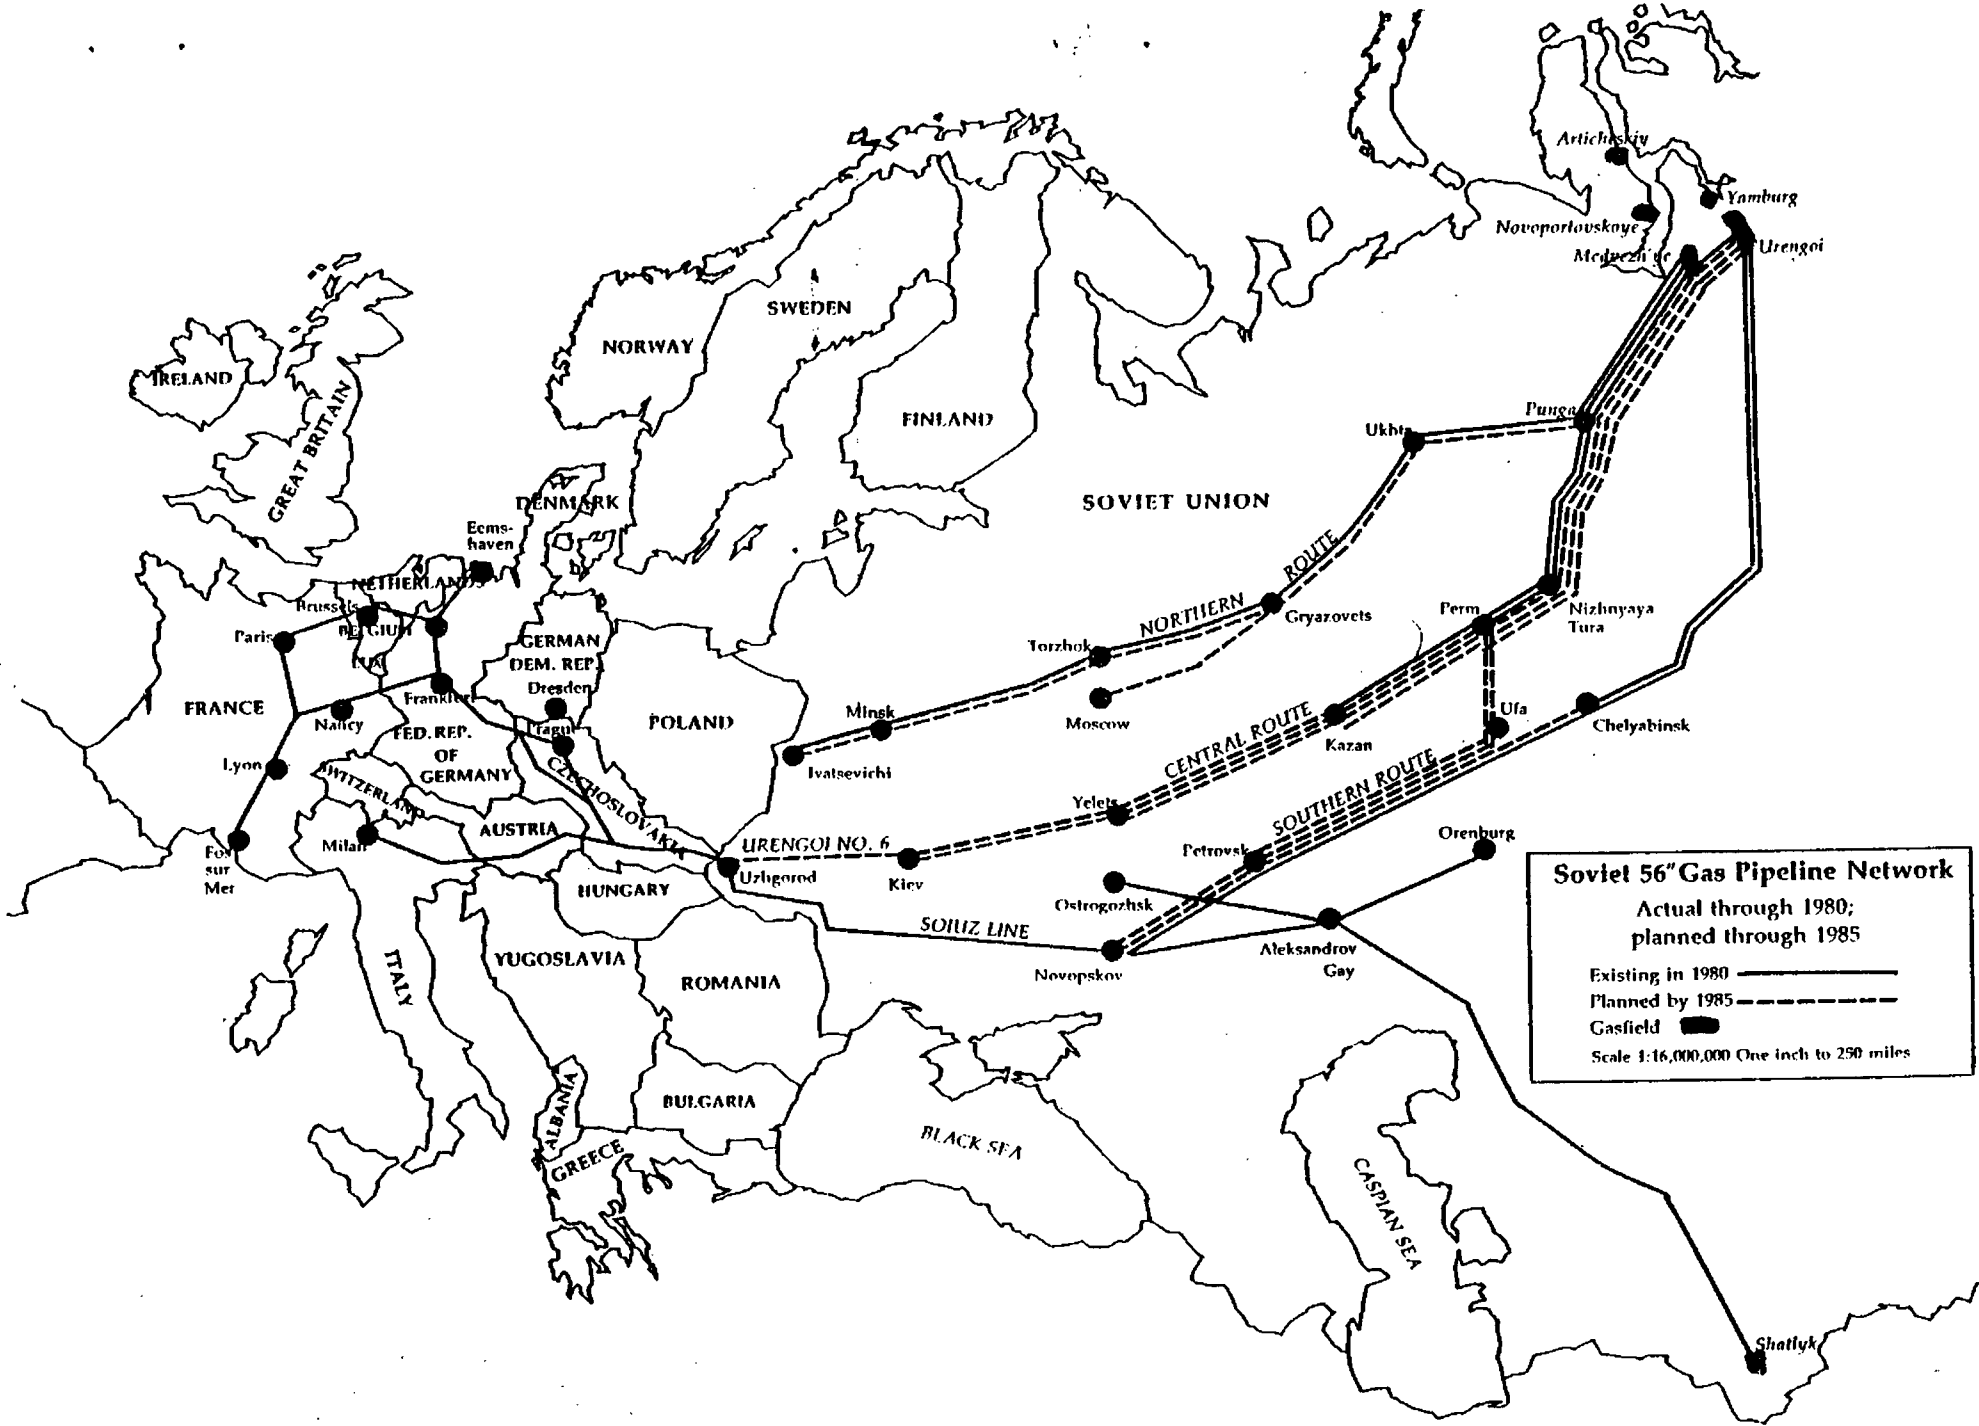 Articheskiy
Yamburg
Novoportovskoye
Urengoi
Medvezh'ye
SWEDEN
NORWAY
IRELAND
GREAT BRITAIN
FINLAND
Punga
Ukhta
SOVIET UNION
DENMARK
Eems-
haven
NORTHERN ROUTE
NETHERLANDS
Brussels
Paris
BELGIUM
LUX
GERMAN
DEM. REP.
Dresden
Gryazovets
Perm
Nizhnyaya
Tura
Torzhok
FRANCE
Nancy
Frankfurt
Prague
POLAND
Minsk
Moscow
Ufa
Chelyabinsk
FED. REP.
OF
GERMANY
Ivatsevichi
CENTRAL ROUTE
Kazan
Lyon
SWITZERLAND
CZECHOSLOVAKIA
Yelets
SOUTHERN ROUTE
AUSTRIA
Milan
Fos
sur
Mer
URENGOI NO. 6
Uzhgorod
Kiev
Petrovsk
Orenburg
HUNGARY
Ostrogozhsk
SOIUZ LINE
Novopskov
Aleksandrov
Gay
ITALY
YUGOSLAVIA
ROMANIA
ALBANIA
GREECE
BULGARIA
BLACK SEA
CASPIAN SEA
Shatlyk
Soviet 56" Gas Pipeline Network
Actual through 1980;
planned through 1985
Existing in 1980
Planned by 1985
Gasfield
Scale 1:16,000,000 One inch to 250 miles